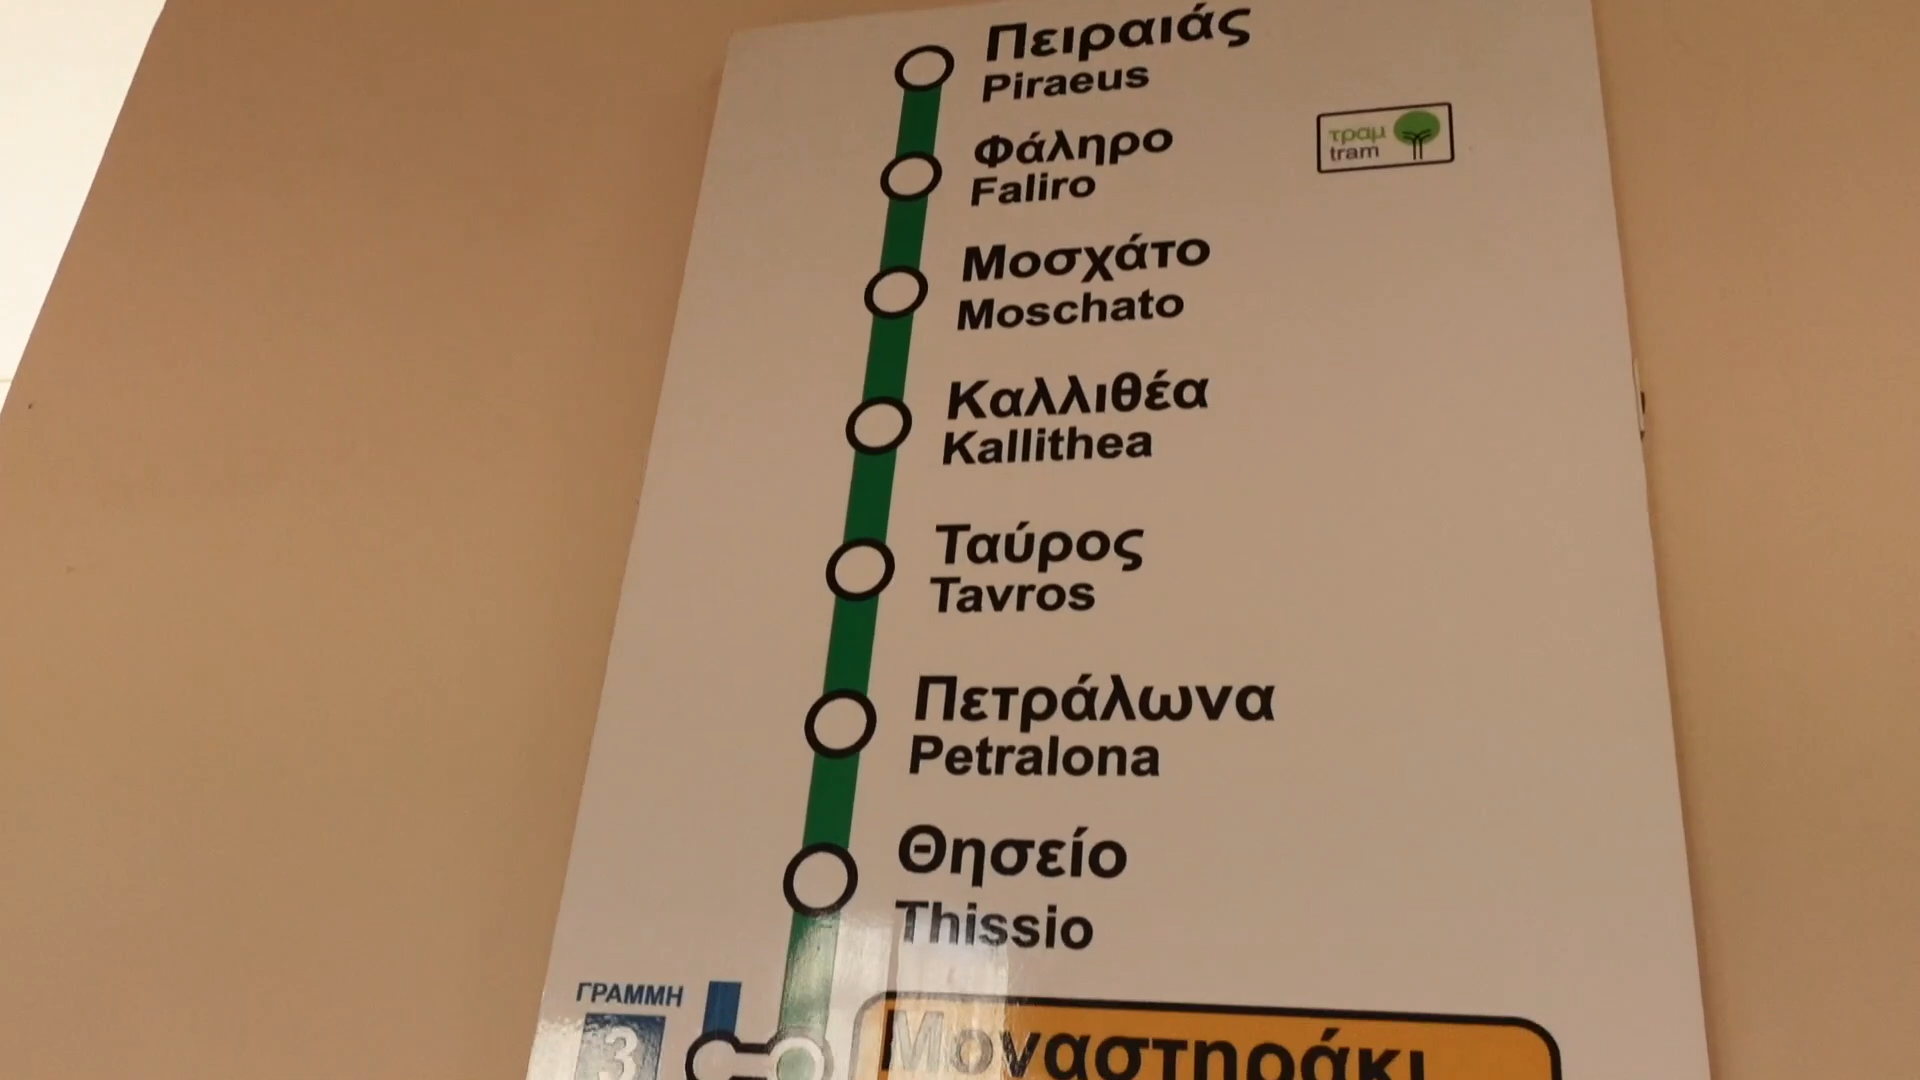 Πειραιάς
Piraeus
Φάληρο
Faliro
τραμ
tram
Μοσχάτο
Moschato
Καλλιθέα
Kallithea
Ταύρος
Tavros
Πετράλωνα
Petralona
Θησείο
Thissio
ΓΡΑΜΜΗ
3
Μοναστηράκι